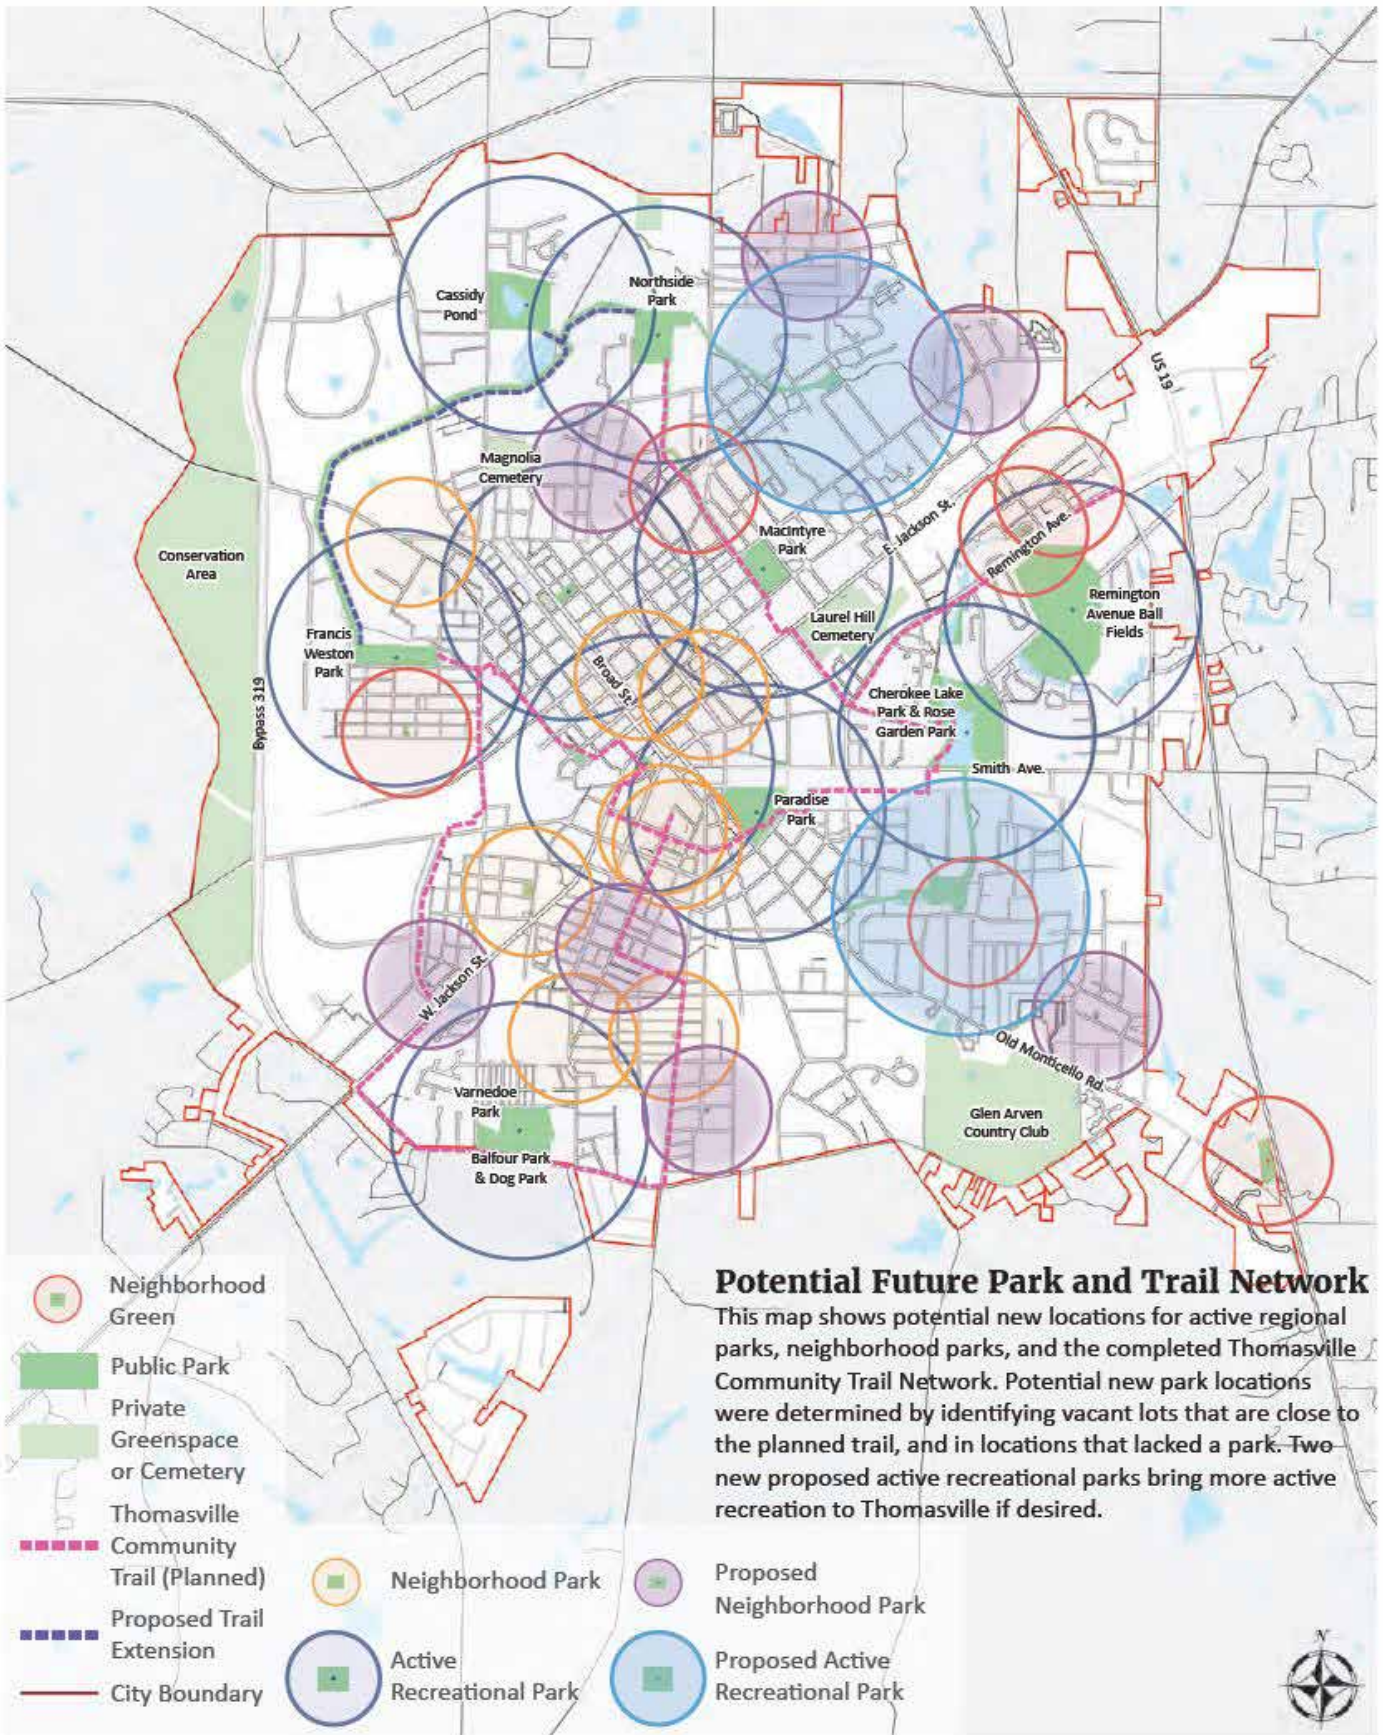 Cassidy
Pond
Northside
Park
US 19
Magnolia
Cemetery
MacIntyre
Park
E. Jackson St.
Remington Ave.
Conservation
Area
Laurel Hill
Cemetery
Remington
Avenue Ball
Fields
Francis
Weston
Park
Broad St.
Bypass 319
Cherokee Lake
Park & Rose
Garden Park
Smith Ave.
Paradise
Park
W. Jackson St.
Old Monticello Rd.
Varnedoe
Park
Glen Arven
Country Club
Balfour Park
& Dog Park
Potential Future Park and Trail Network
This map shows potential new locations for active regional
parks, neighborhood parks, and the completed Thomasville
Community Trail Network. Potential new park locations
were determined by identifying vacant lots that are close to
the planned trail, and in locations that lacked a park. Two
new proposed active recreational parks bring more active
recreation to Thomasville if desired.
Neighborhood
Green
Public Park
Private
Greenspace
or Cemetery
Thomasville
Community
Trail (Planned)
Proposed Trail
Extension
City Boundary
Neighborhood Park
Active
Recreational Park
Proposed
Neighborhood Park
Proposed Active
Recreational Park
N